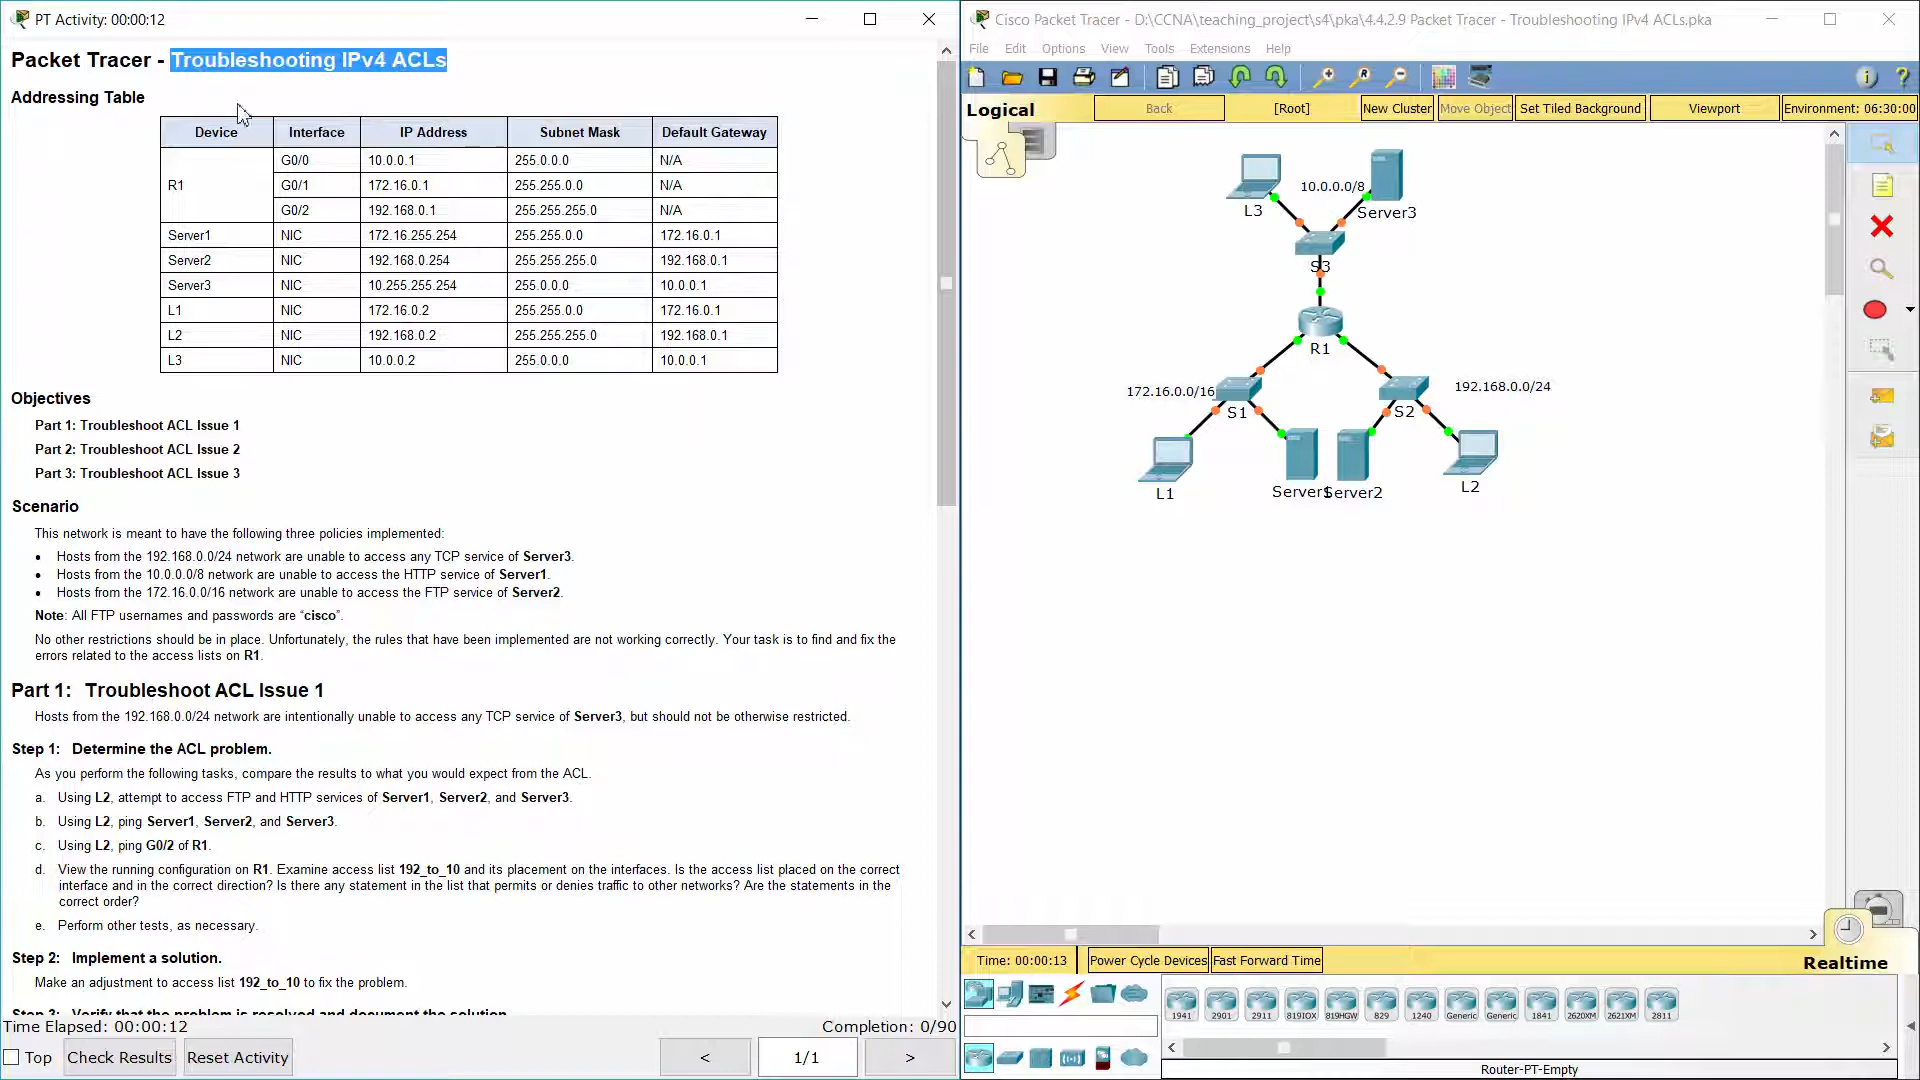 PT Activity: 00:00:12
Packet Tracer - Troubleshooting IPv4 ACLs
Addressing Table
Device Interface IP Address Subnet Mask Default Gateway
R1 G0/0 10.0.0.1 255.0.0.0 N/A
G0/1 172.16.0.1 255.255.0.0 N/A
G0/2 192.168.0.1 255.255.255.0 N/A
Server1 NIC 172.16.255.254 255.255.0.0 172.16.0.1
Server2 NIC 192.168.0.254 255.255.255.0 192.168.0.1
Server3 NIC 10.255.255.254 255.0.0.0 10.0.0.1
L1 NIC 172.16.0.2 255.255.0.0 172.16.0.1
L2 NIC 192.168.0.2 255.255.255.0 192.168.0.1
L3 NIC 10.0.0.2 255.0.0.0 10.0.0.1
Objectives
Part 1: Troubleshoot ACL Issue 1
Part 2: Troubleshoot ACL Issue 2
Part 3: Troubleshoot ACL Issue 3
Scenario
This network is meant to have the following three policies implemented:
• Hosts from the 192.168.0.0/24 network are unable to access any TCP service of Server3.
• Hosts from the 10.0.0.0/8 network are unable to access the HTTP service of Server1.
• Hosts from the 172.16.0.0/16 network are unable to access the FTP service of Server2.
Note: All FTP usernames and passwords are “cisco”.
No other restrictions should be in place. Unfortunately, the rules that have been implemented are not working correctly. Your task is to find and fix the
errors related to the access lists on R1.
Part 1: Troubleshoot ACL Issue 1
Hosts from the 192.168.0.0/24 network are intentionally unable to access any TCP service of Server3, but should not be otherwise restricted.
Step 1: Determine the ACL problem.
As you perform the following tasks, compare the results to what you would expect from the ACL.
a. Using L2, attempt to access FTP and HTTP services of Server1, Server2, and Server3.
b. Using L2, ping Server1, Server2, and Server3.
c. Using L2, ping G0/2 of R1.
d. View the running configuration on R1. Examine access list 192_to_10 and its placement on the interfaces. Is the access list placed on the correct
interface and in the correct direction? Is there any statement in the list that permits or denies traffic to other networks? Are the statements in the
correct order?
e. Perform other tests, as necessary.
Step 2: Implement a solution.
Make an adjustment to access list 192_to_10 to fix the problem.
Step 3: Verify that the problem is resolved and document the solution.
Time Elapsed: 00:00:12 Completion: 0/90
Top Check Results Reset Activity < 1/1 >
Cisco Packet Tracer - D:\CCNA\teaching_project\s4\pka\4.4.2.9 Packet Tracer - Troubleshooting IPv4 ACLs.pka
File Edit Options View Tools Extensions Help
Logical Back [Root] New Cluster Move Object Set Tiled Background Viewport Environment: 06:30:00
10.0.0.0/8
L3 Server3
S3
R1
172.16.0.0/16 192.168.0.0/24
S1 S2
L1 Server1 Server2 L2
Time: 00:00:13 Power Cycle Devices Fast Forward Time
Realtime
1941 2901 2911 819IOX 819HGW 829 1240 Generic Generic 1841 2620XM 2621XM 2811
Router-PT-Empty